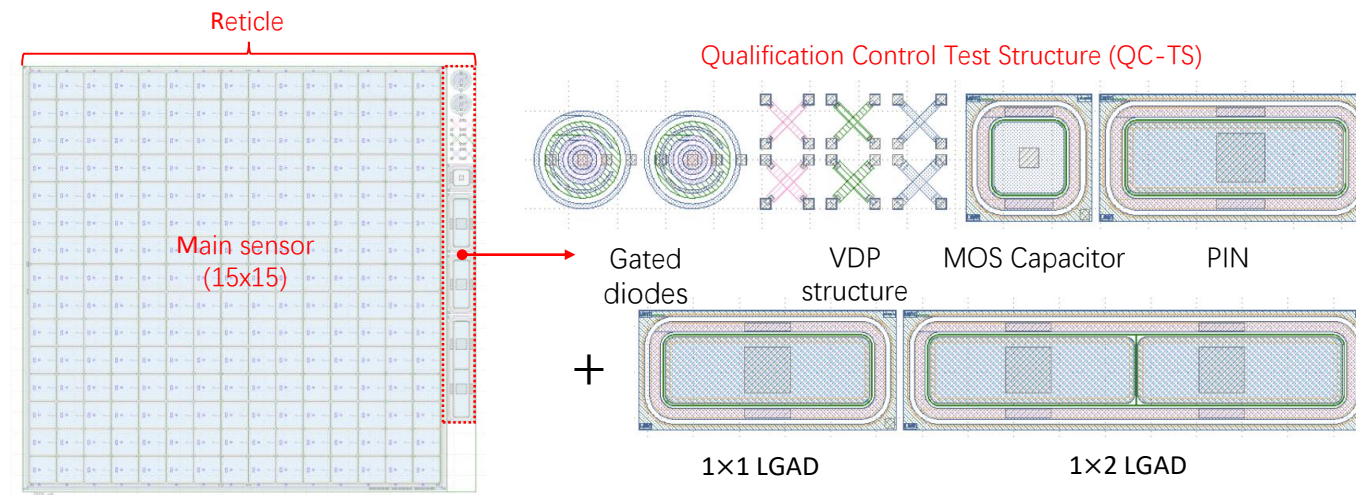 Reticle
Qualification Control Test Structure (QC-TS)
Main sensor
(15x15)
Gated
diodes
VDP
structure
MOS Capacitor
PIN
+
1×1 LGAD
1×2 LGAD